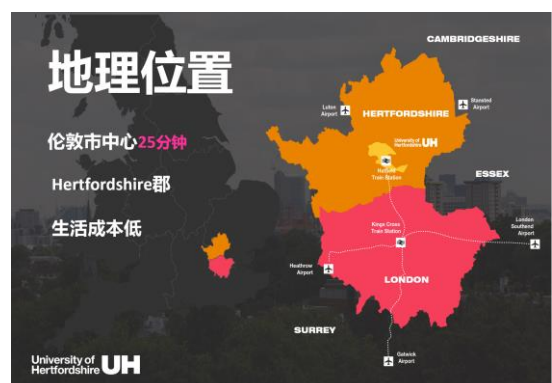 地理位置
伦敦市中心25分钟
Hertfordshire郡
生活成本低
CAMBRIDGESHIRE
Luton
Airport
Stansted
Airport
HERTFORDSHIRE
University of
Hertfordshire UH
Hatfield
Train Station
ESSEX
Kings Cross
Train Station
London
Southend
Airport
Heathrow
Airport
LONDON
SURREY
Gatwick
Airport
University of
Hertfordshire UH